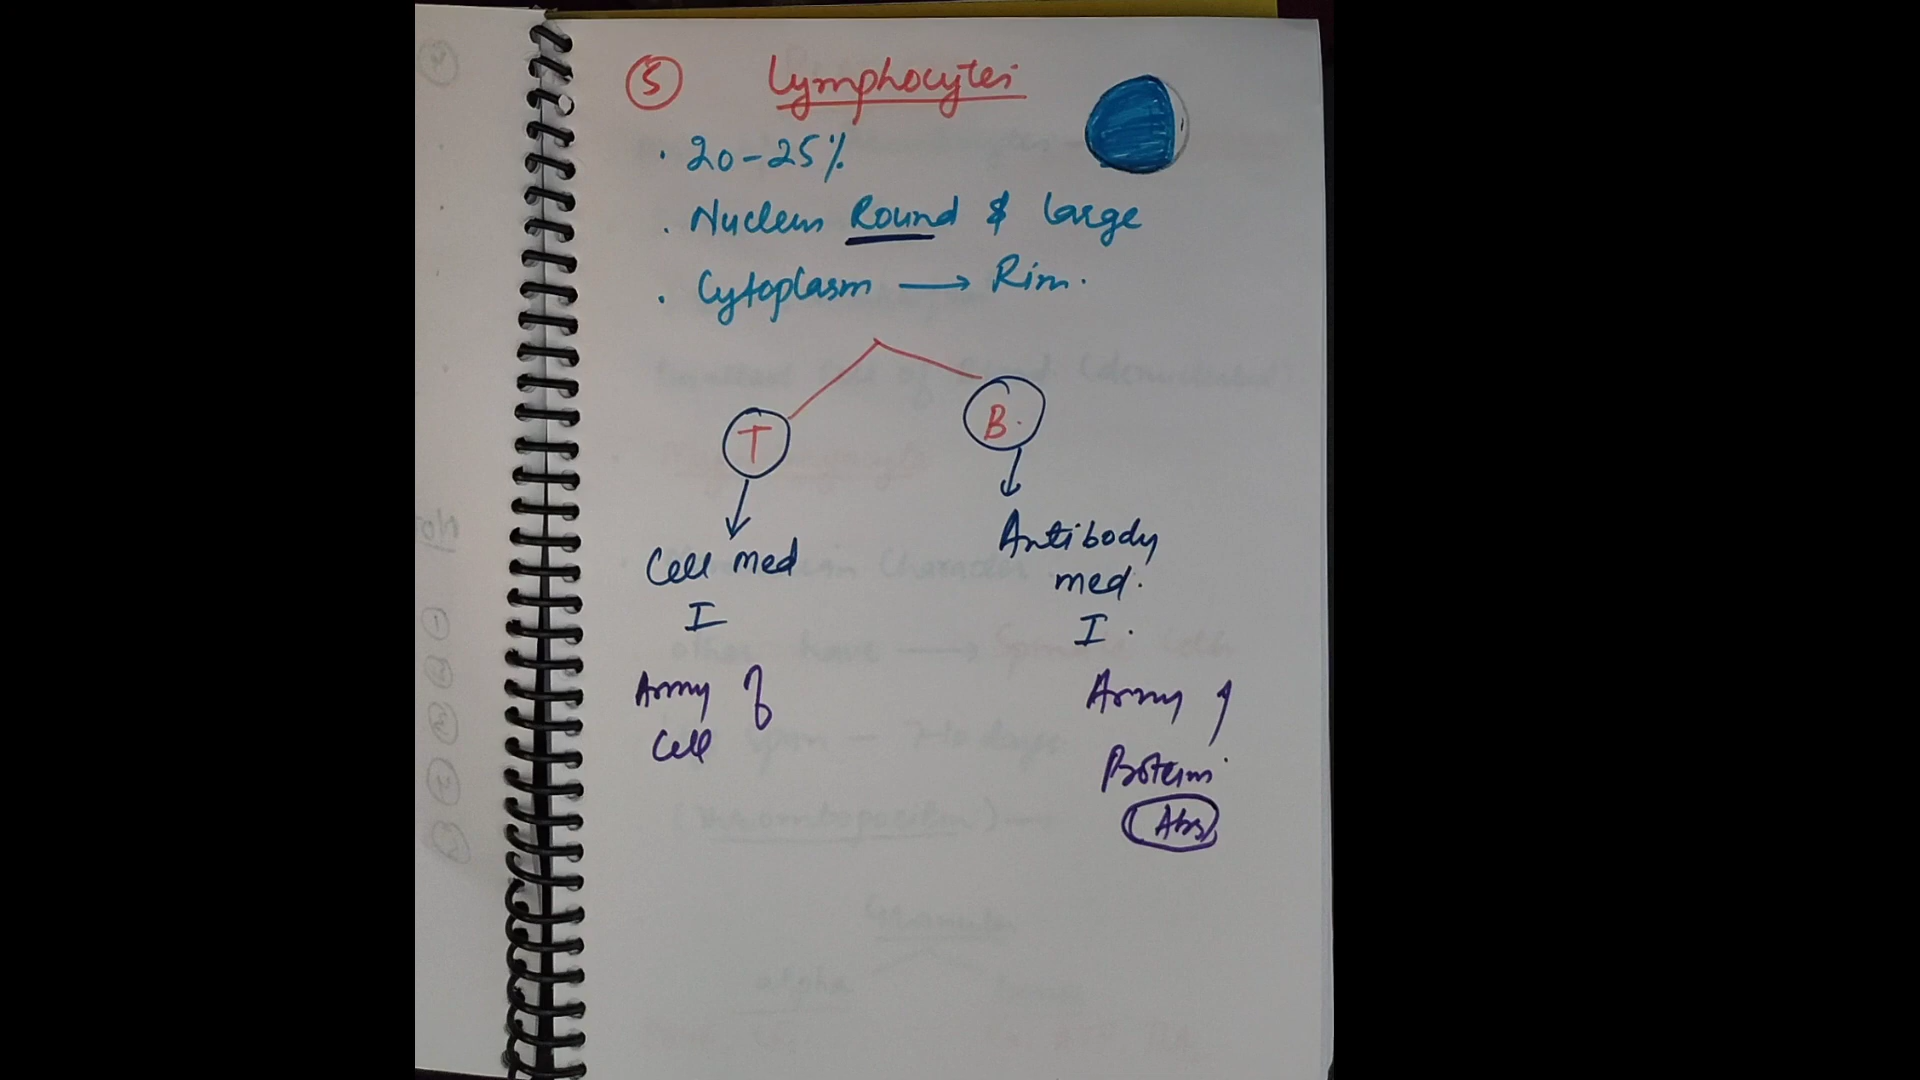 5 Lymphocytes
. 20-25%
. Nucleus Round & large
. Cytoplasm → Rim.
T
B.
Cell med
I
Army of
Cell
Antibody
med.
I.
Army of
Proteins
Abs